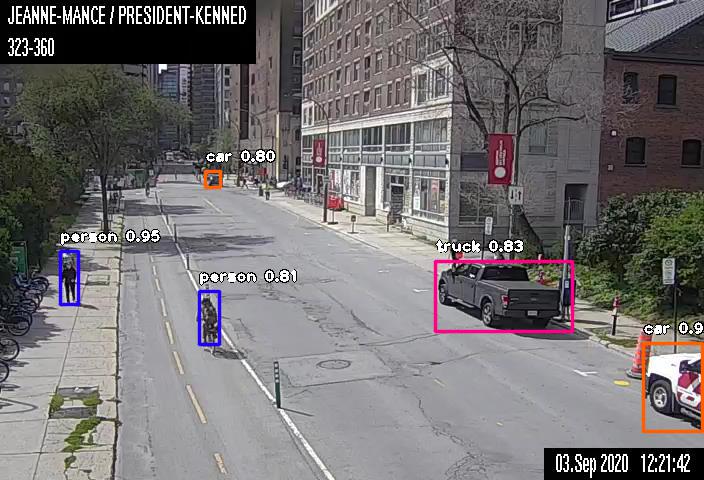 JEANNE-MANCE / PRESIDENT-KENNED
323-360
car 0.80
person 0.95
person 0.81
truck 0.83
car 0.9
03.Sep 2020 12:21:42